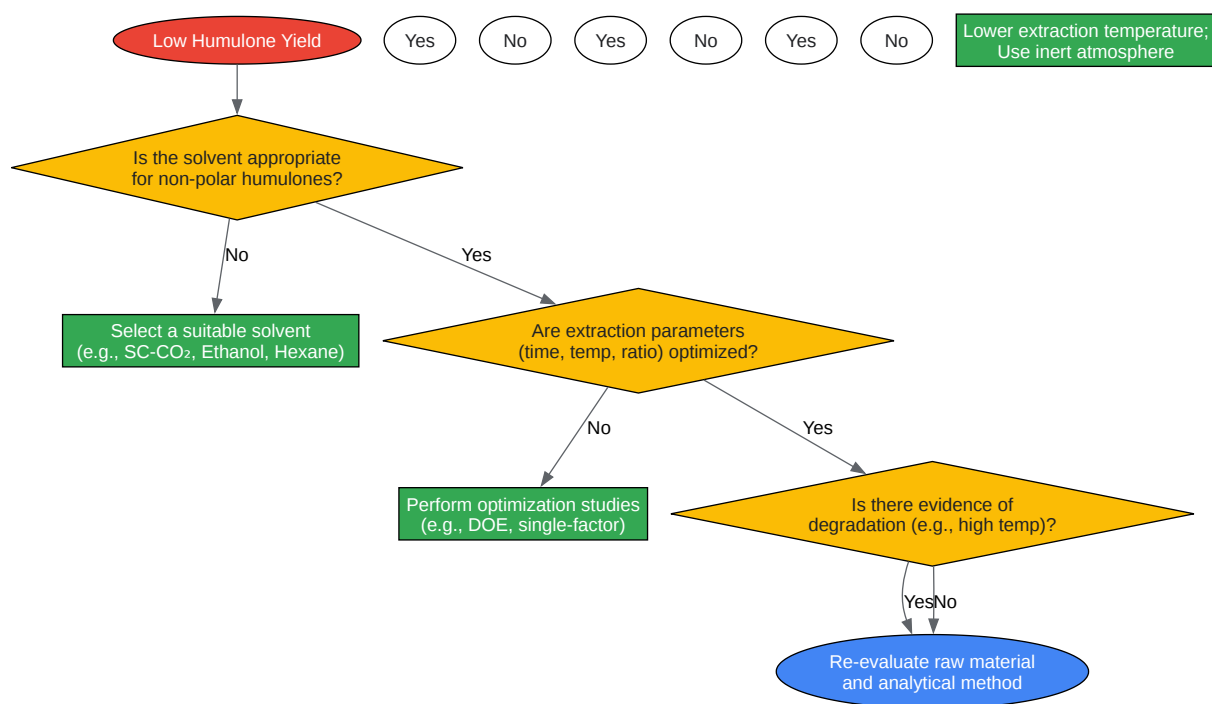 Low Humulone Yield
Yes
No
Yes
No
Yes
No
Lower extraction temperature;
Use inert atmosphere
Is the solvent appropriate
for non-polar humulones?
No
Yes
Select a suitable solvent
(e.g., SC-CO₂, Ethanol, Hexane)
Are extraction parameters
(time, temp, ratio) optimized?
No
Yes
Perform optimization studies
(e.g., DOE, single-factor)
Is there evidence of
degradation (e.g., high temp)?
Yes
No
Re-evaluate raw material
and analytical method